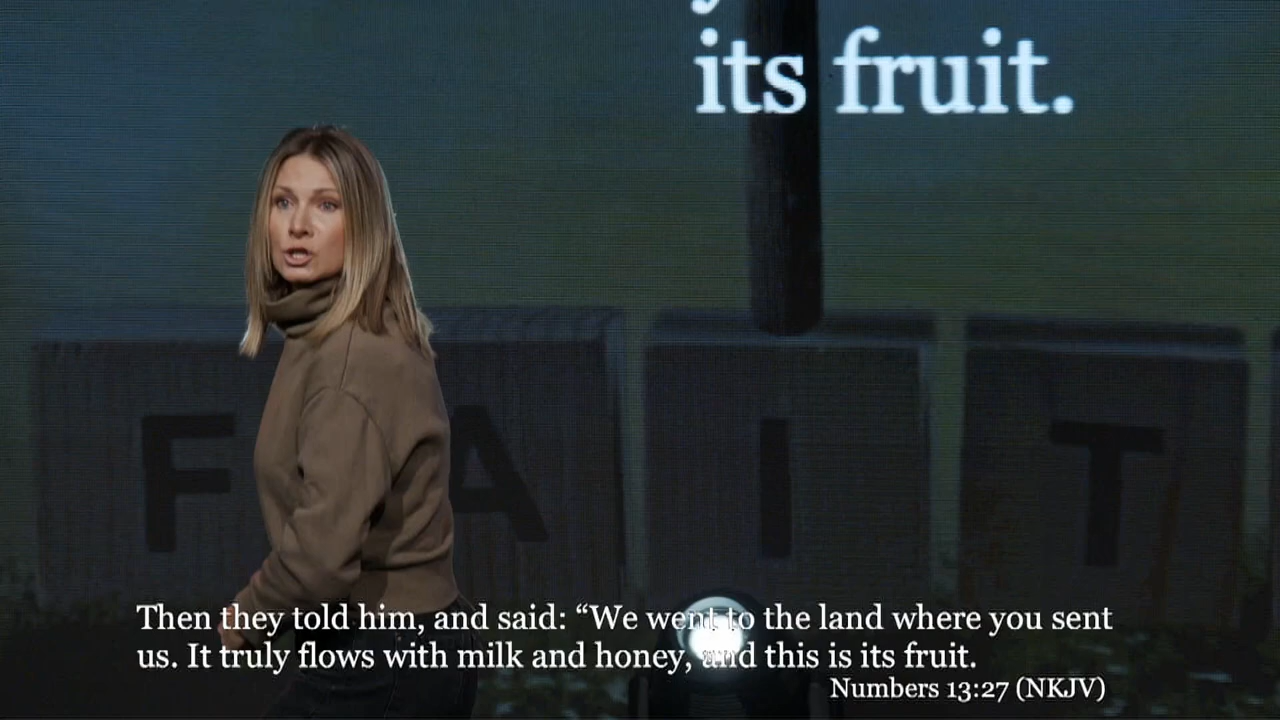 its fruit.
F A I T
Then they told him, and said: “We went to the land where you sent
us. It truly flows with milk and honey, and this is its fruit.
Numbers 13:27 (NKJV)